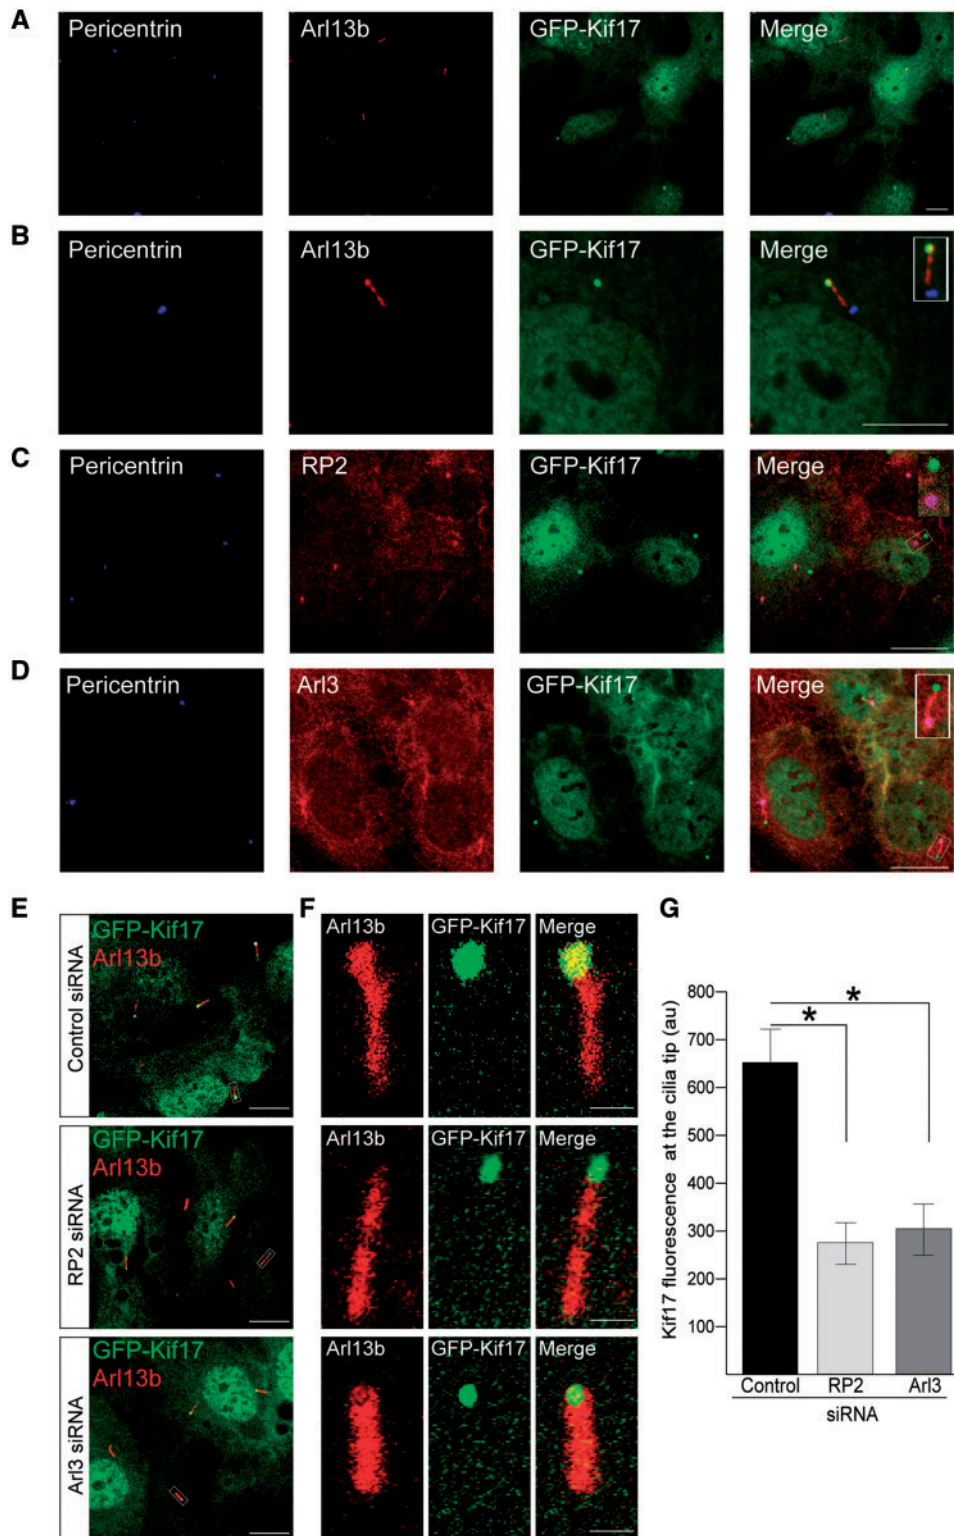 A
Pericentrin
Arl13b
GFP-Kif17
Merge
B
Pericentrin
Arl13b
GFP-Kif17
Merge
C
Pericentrin
RP2
GFP-Kif17
Merge
D
Pericentrin
Arl3
GFP-Kif17
Merge
E
Control siRNA
GFP-Kif17
Arl13b
RP2 siRNA
GFP-Kif17
Arl13b
Arl3 siRNA
GFP-Kif17
Arl13b
F
Arl13b
GFP-Kif17
Merge
Arl13b
GFP-Kif17
Merge
Arl13b
GFP-Kif17
Merge
G
Kif17 fluorescence at the cilia tip (au)
800
700
600
500
400
300
200
100
*
*
Control
RP2
Arl3
siRNA